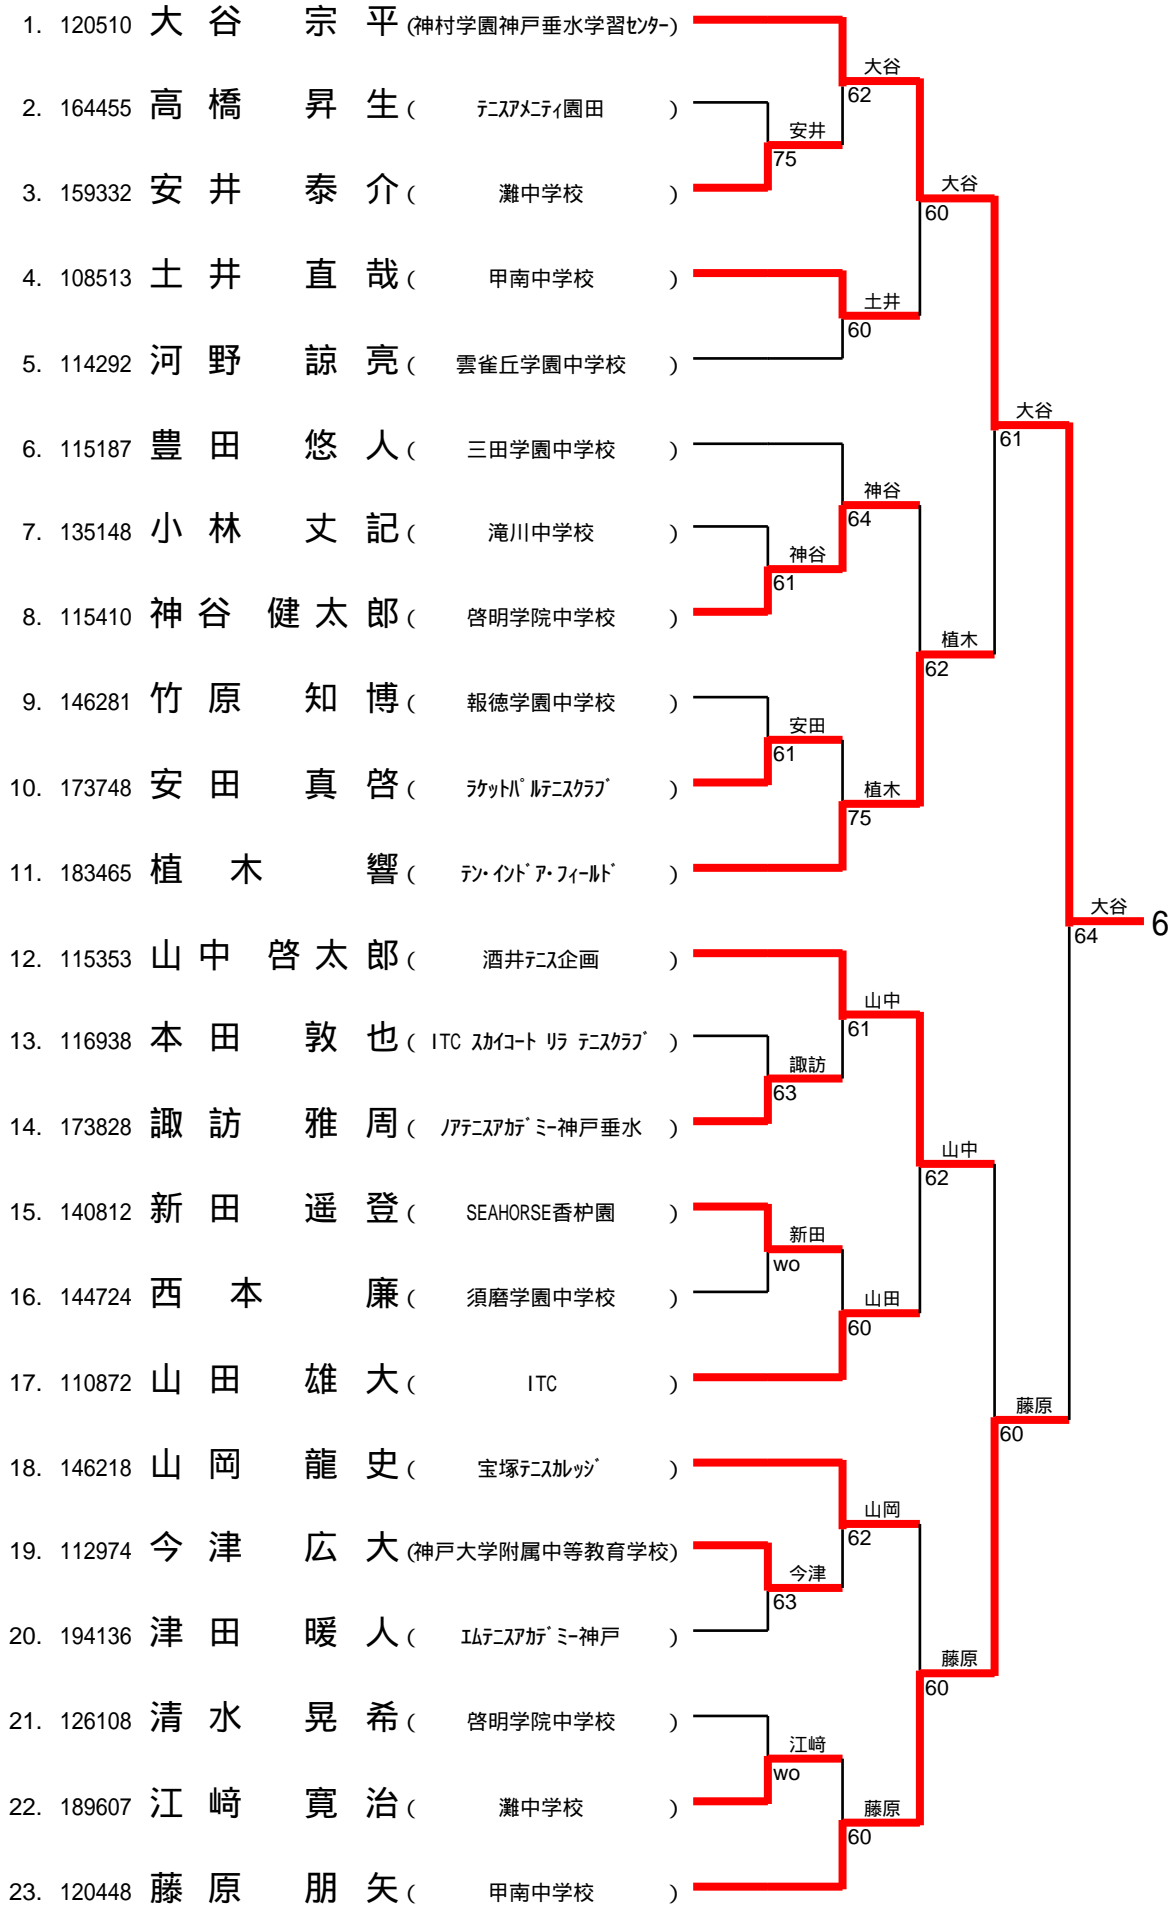 1. 120510 大谷 宗平 (神村学園神戸垂水学習ｾﾝﾀｰ)
大谷
62
2. 164455 高橋 昇生 ( ﾃﾆｽｱﾒﾆﾃｨ園田 )
安井
75
3. 159332 安井 泰介 ( 灘中学校 )
大谷
60
4. 108513 土井 直哉 ( 甲南中学校 )
土井
60
5. 114292 河野 諒亮 ( 雲雀丘学園中学校 )
大谷
61
6. 115187 豊田 悠人 ( 三田学園中学校 )
神谷
64
7. 135148 小林 丈記 ( 滝川中学校 )
神谷
61
8. 115410 神谷 健太郎 ( 啓明学院中学校 )
植木
62
9. 146281 竹原 知博 ( 報徳学園中学校 )
安田
61
10. 173748 安田 真啓 ( ﾗｹｯﾄﾊﾟﾙﾃﾆｽｸﾗﾌﾞ )
植木
75
11. 183465 植木 響 ( ﾃﾝ･ｲﾝﾄﾞｱ･ﾌｨｰﾙﾄﾞ )
大谷
64
6
12. 115353 山中 啓太郎 ( 酒井ﾃﾆｽ企画 )
山中
61
13. 116938 本田 敦也 ( ITC ｽｶｲｺｰﾄ ﾘﾗ ﾃﾆｽｸﾗﾌﾞ )
諏訪
63
14. 173828 諏訪 雅周 ( ﾉｱﾃﾆｽｱｶﾃﾞﾐｰ神戸垂水 )
山中
62
15. 140812 新田 遥登 ( SEAHORSE香枦園 )
新田
wo
16. 144724 西本 廉 ( 須磨学園中学校 )
山田
60
17. 110872 山田 雄大 ( ITC )
藤原
60
18. 146218 山岡 龍史 ( 宝塚ﾃﾆｽｶﾚｯｼﾞ )
山岡
62
19. 112974 今津 広大 (神戸大学附属中等教育学校)
今津
63
20. 194136 津田 暖人 ( ｴﾑﾃﾆｽｱｶﾃﾞﾐｰ神戸 )
藤原
60
21. 126108 清水 晃希 ( 啓明学院中学校 )
江﨑
wo
22. 189607 江﨑 寛治 ( 灘中学校 )
藤原
60
23. 120448 藤原 朋矢 ( 甲南中学校 )